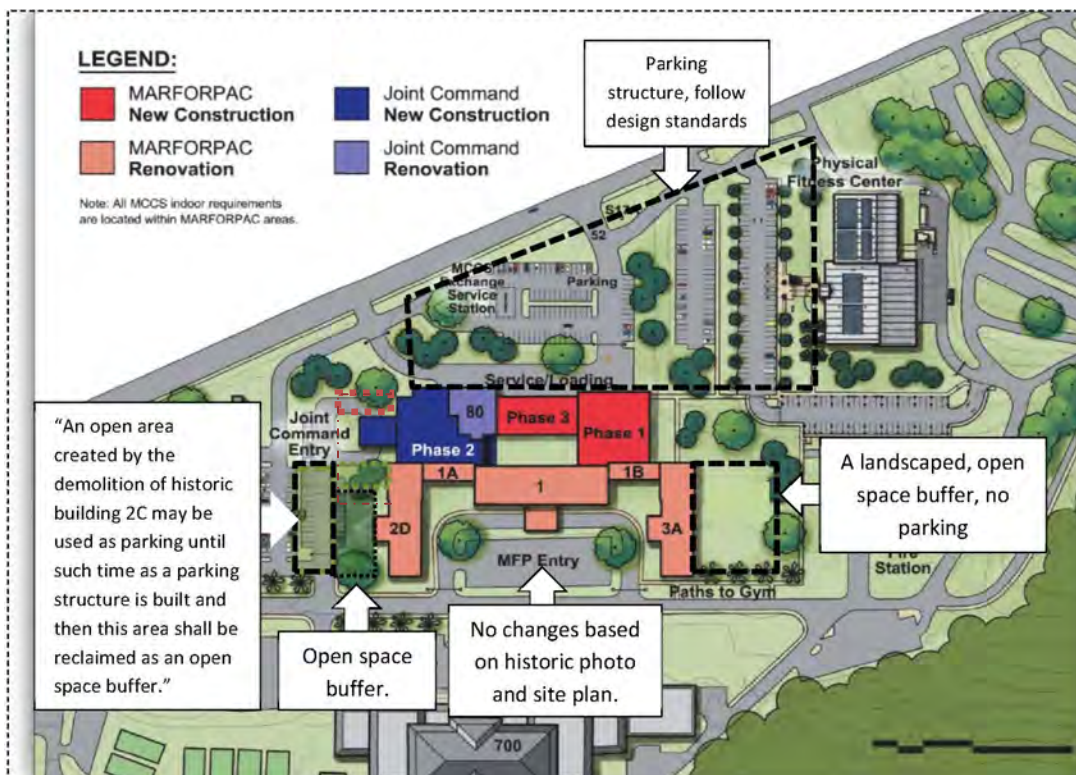 LEGEND:
MARFORPAC
New Construction
Joint Command
New Construction
MARFORPAC
Renovation
Joint Command
Renovation
Note: All MCCS indoor requirements
are located within MARFORPAC areas.
Parking
structure, follow
design standards
Physical
Fitness Center
S2
MCCS
Exchange
Service
Station
Parking
Service/Loading
80
Phase 3
Phase 1
Joint
Command
Entry
Phase 2
1A
1B
1
2D
3A
MFP Entry
Fire
Station
Paths to Gym
"An open area
created by the
demolition of historic
building 2C may be
used as parking until
such time as a parking
structure is built and
then this area shall be
reclaimed as an open
space buffer."
A landscaped, open
space buffer, no
parking
Open space
buffer.
No changes based
on historic photo
and site plan.
700